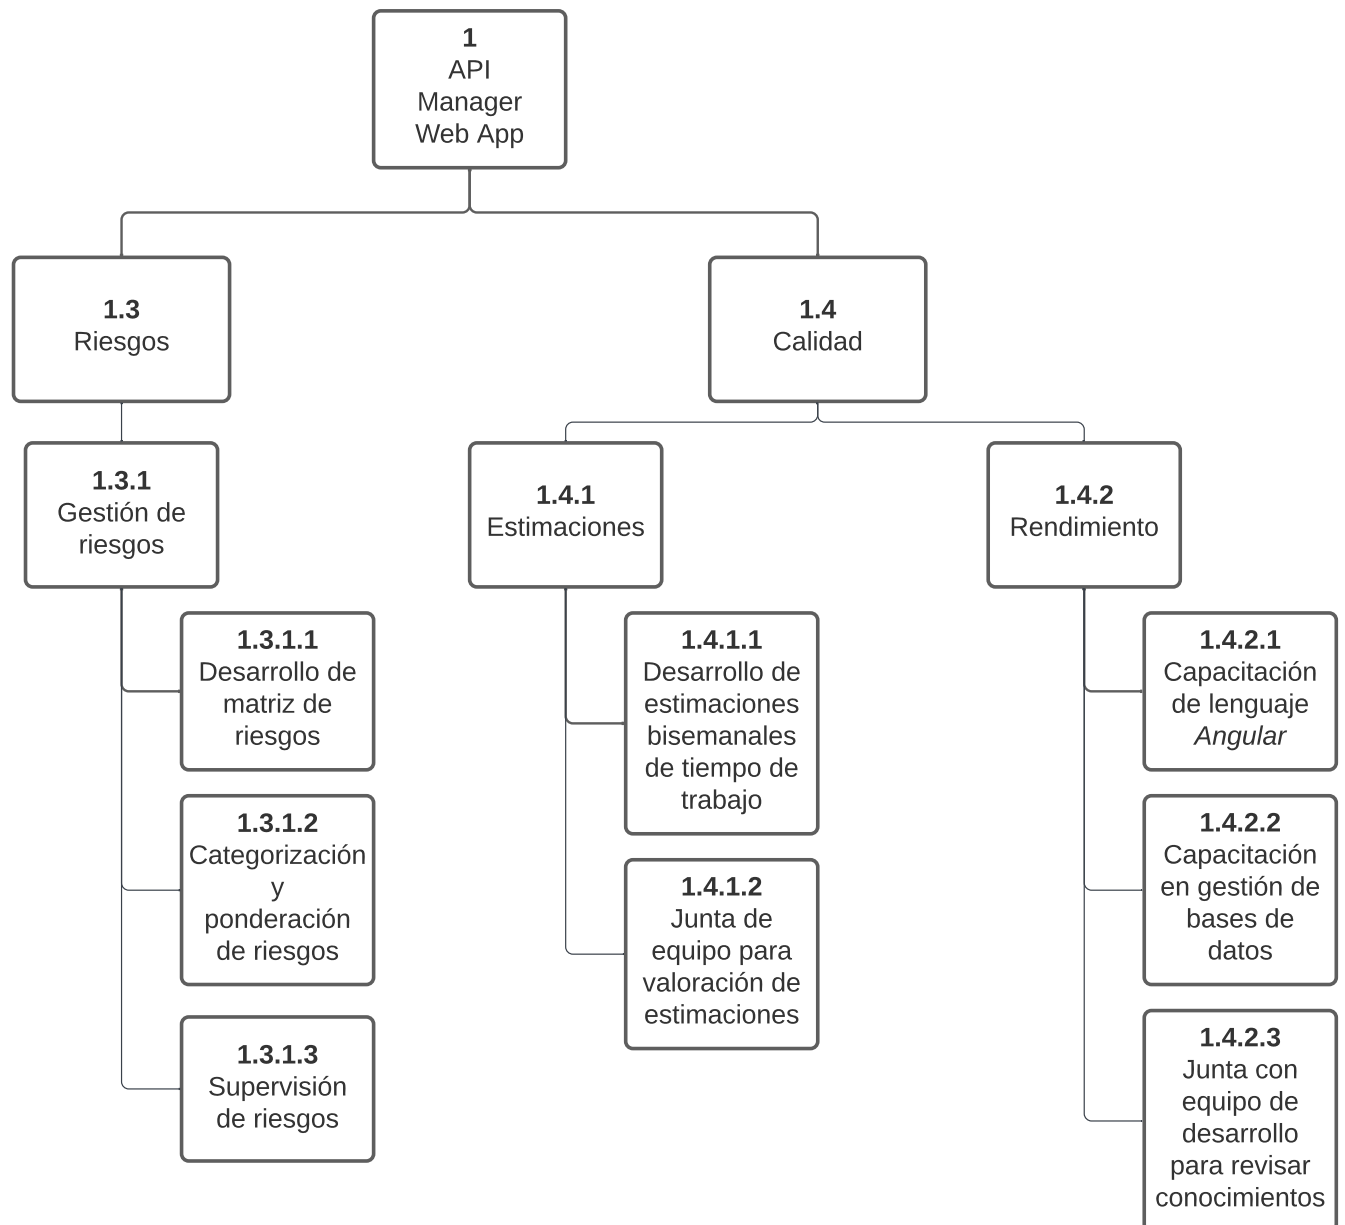 1
API
Manager
Web App
1.3
Riesgos
1.4
Calidad
1.3.1
Gestión de
riesgos
1.4.1
Estimaciones
1.4.2
Rendimiento
1.3.1.1
Desarrollo de
matriz de
riesgos
1.3.1.2
Categorización
y
ponderación
de riesgos
1.3.1.3
Supervisión
de riesgos
1.4.1.1
Desarrollo de
estimaciones
bisemanales
de tiempo de
trabajo
1.4.1.2
Junta de
equipo para
valoración de
estimaciones
1.4.2.1
Capacitación
de lenguaje
Angular
1.4.2.2
Capacitación
en gestión de
bases de
datos
1.4.2.3
Junta con
equipo de
desarrollo
para revisar
conocimientos